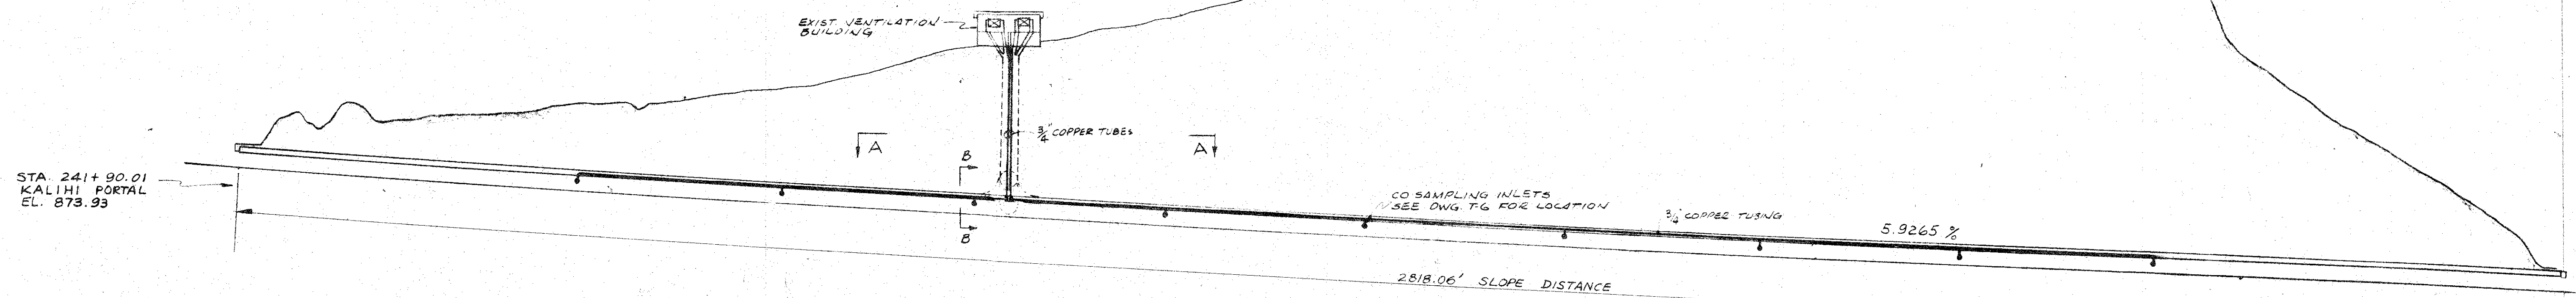 EXIST. VENTILATION
BUILDING
3/4" COPPER TUBES
A
A
B
B
STA. 241+90.01
KALIHI PORTAL
EL. 873.93
CO SAMPLING INLETS
SEE DWG. T-6 FOR LOCATION
3/4" COPPER TUBING
5.9265 %
2818.06' SLOPE DISTANCE